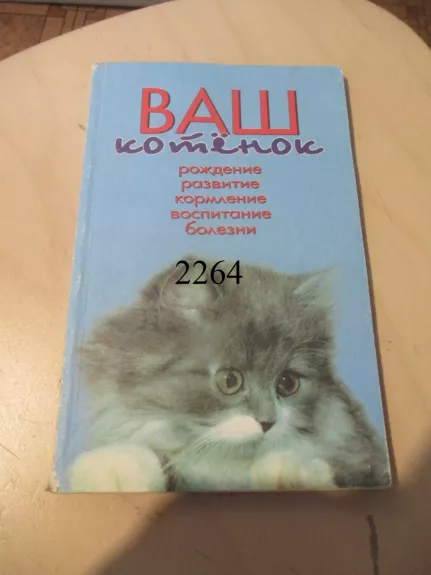 ВАШ
котёнок
рождение
развитие
кормление
воспитание
болезни
2264